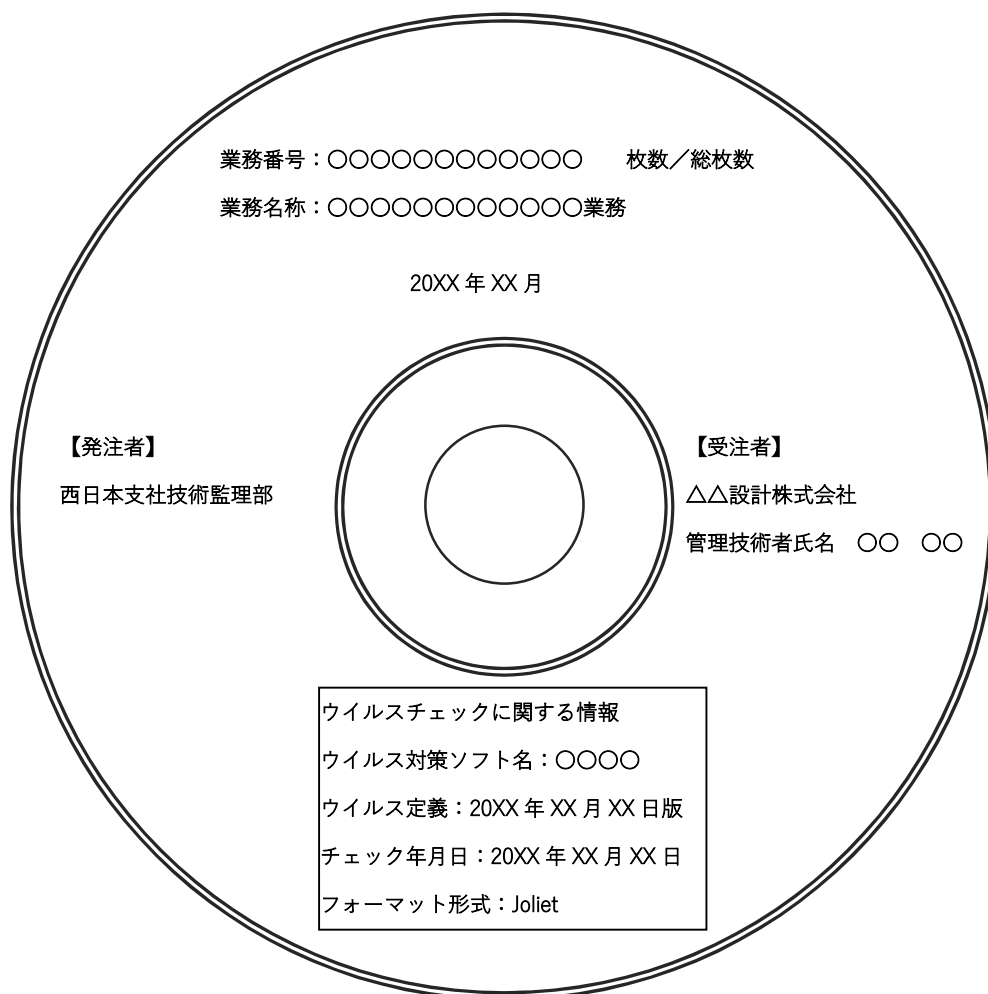 業務番号：○○○○○○○○○○○○　枚数／総枚数
業務名称：○○○○○○○○○○○○業務
20XX 年 XX 月
【発注者】
西日本支社技術監理部
【受注者】
△△設計株式会社
管理技術者氏名　○○　○○
ウイルスチェックに関する情報
ウイルス対策ソフト名：○○○○
ウイルス定義：20XX 年 XX 月 XX 日版
チェック年月日：20XX 年 XX 月 XX 日
フォーマット形式：Joliet